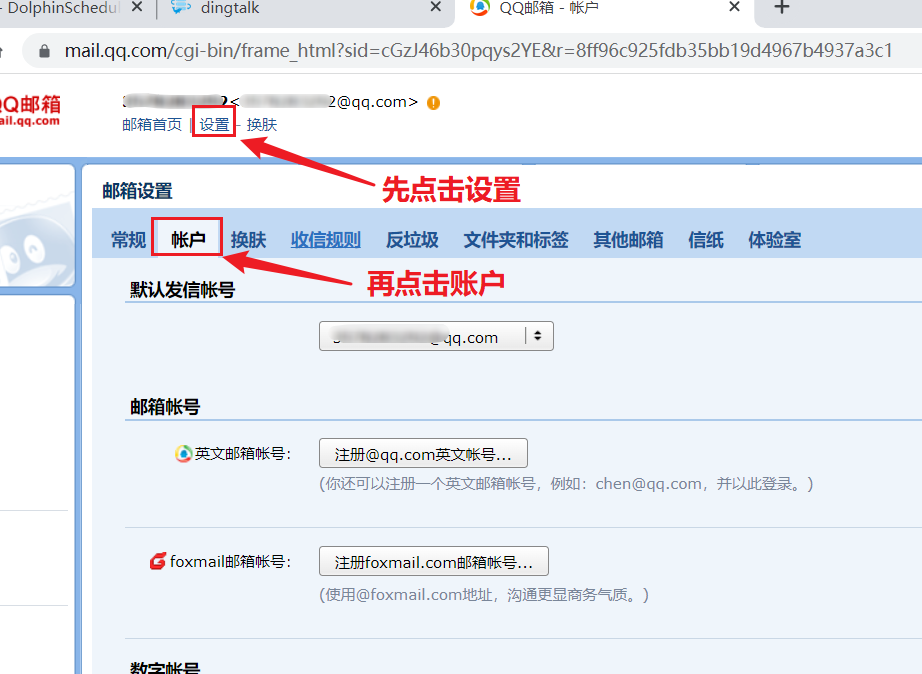 DolphinSchedul
dingtalk
QQ邮箱 - 帐户
mail.qq.com/cgi-bin/frame_html?sid=cGZJ46b30pqys2YE&r=8ff96c925fdb35bb19d4967b4937a3c1
QQ邮箱
ail.qq.com
2@qq.com>
邮箱首页 | 设置 - 换肤
先点击设置
邮箱设置
常规 帐户 换肤 收信规则 反垃圾 文件夹和标签 其他邮箱 信纸 体验室
再点击账户
默认发信帐号
@qq.com
邮箱帐号
英文邮箱帐号: 注册@qq.com英文帐号...
(你还可以注册一个英文邮箱帐号，例如：chen@qq.com，并以此登录。)
foxmail邮箱帐号: 注册foxmail.com邮箱帐号...
(使用@foxmail.com地址，沟通更显商务气质。)
数字帐号